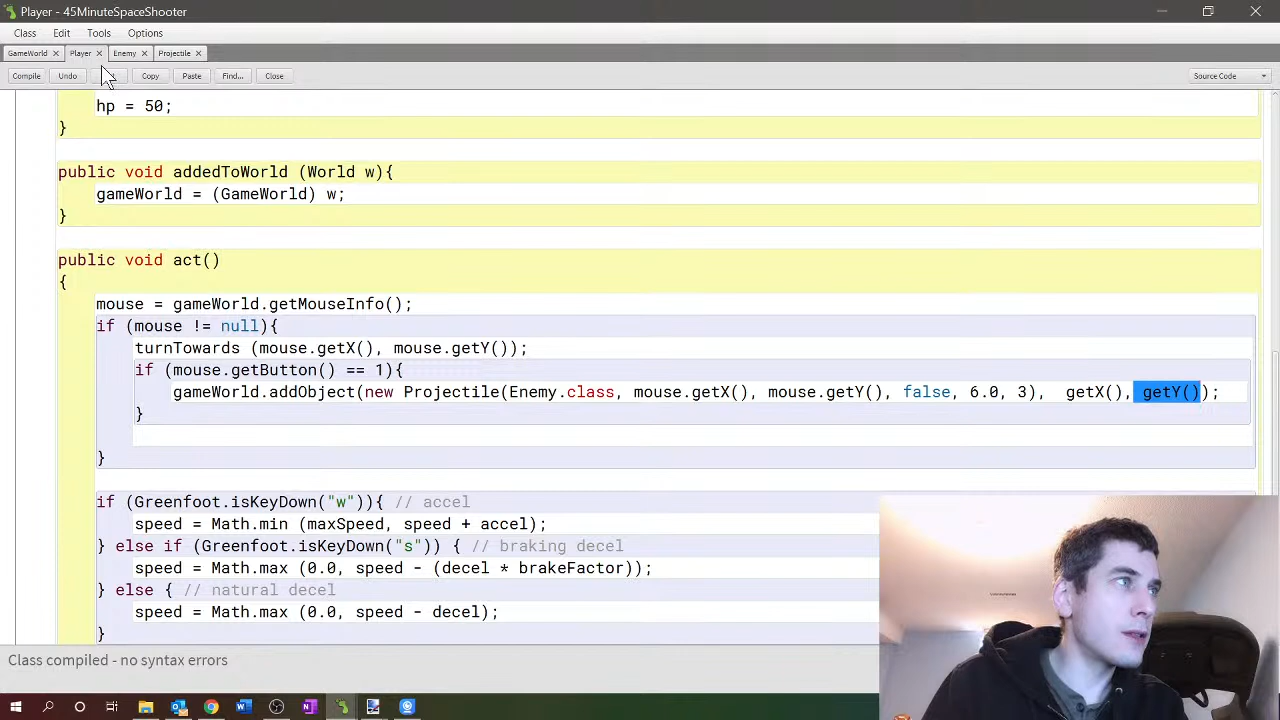 Player - 45MinuteSpaceShooter
Class Edit Tools Options
GameWorld × Player × Enemy × Projectile ×
Compile Undo Copy Paste Find... Close Source Code
hp = 50;
}
public void addedToWorld (World w){
gameWorld = (GameWorld) w;
}
public void act()
{
mouse = gameWorld.getMouseInfo();
if (mouse != null){
turnTowards (mouse.getX(), mouse.getY());
if (mouse.getButton() == 1){
gameWorld.addObject(new Projectile(Enemy.class, mouse.getX(), mouse.getY(), false, 6.0, 3), getX(), getY());
}
}
if (Greenfoot.isKeyDown("w")){ // accel
speed = Math.min (maxSpeed, speed + accel);
} else if (Greenfoot.isKeyDown("s")) { // braking decel
speed = Math.max (0.0, speed - (decel * brakeFactor));
} else { // natural decel
speed = Math.max (0.0, speed - decel);
}
Class compiled - no syntax errors